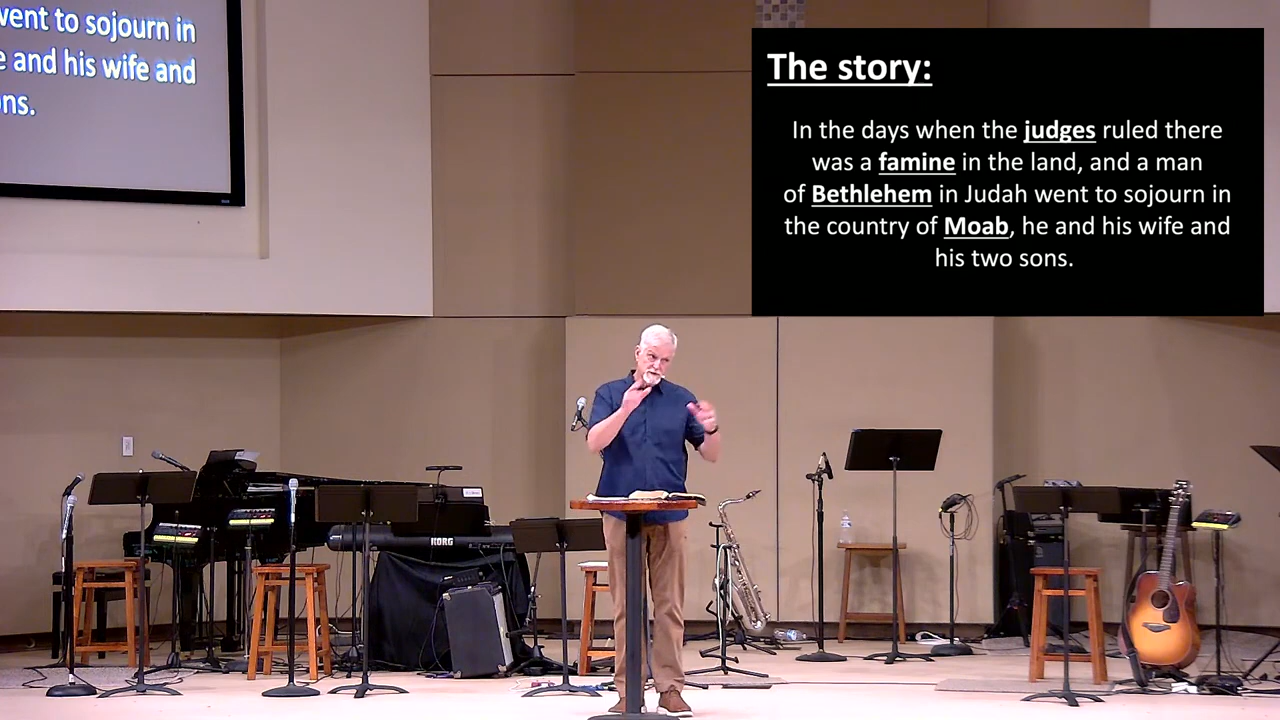 went to sojourn in
e and his wife and
ons.
The story:
In the days when the judges ruled there
was a famine in the land, and a man
of Bethlehem in Judah went to sojourn in
the country of Moab, he and his wife and
his two sons.
KORG